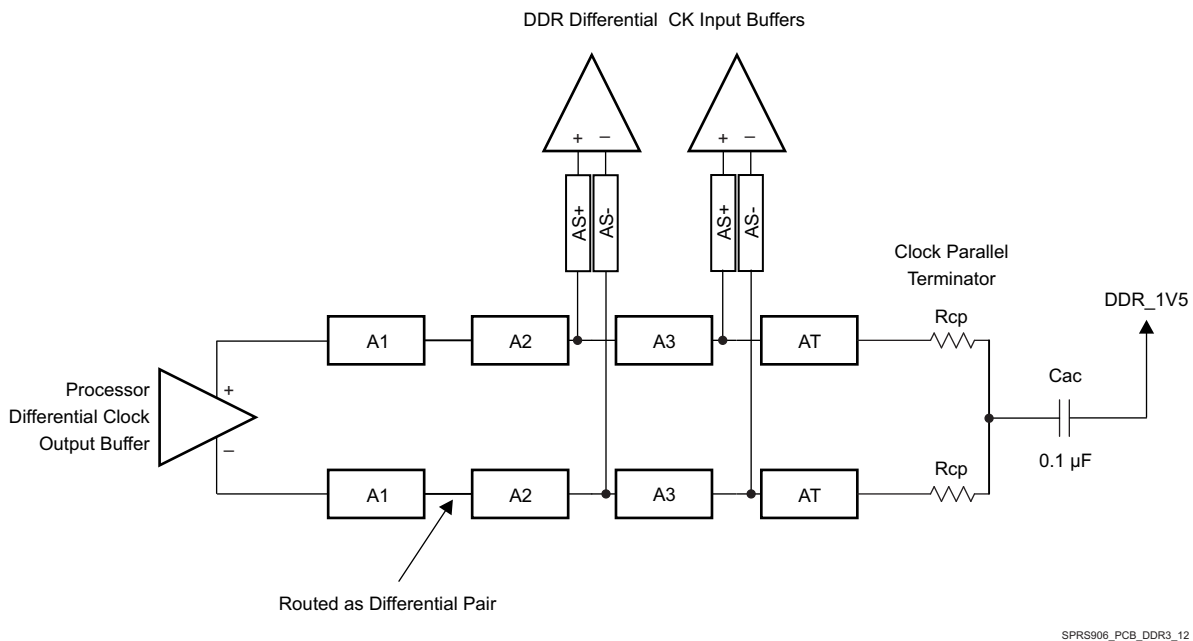 DDR Differential CK Input Buffers
+ –
+ –
AS+
AS-
AS+
AS-
Clock Parallel
Terminator
DDR_1V5
Rcp
A1
A2
A3
AT
Processor
Differential Clock
Output Buffer
+
–
Cac
0.1 µF
Rcp
A1
A2
A3
AT
Routed as Differential Pair
SPRS906_PCB_DDR3_12